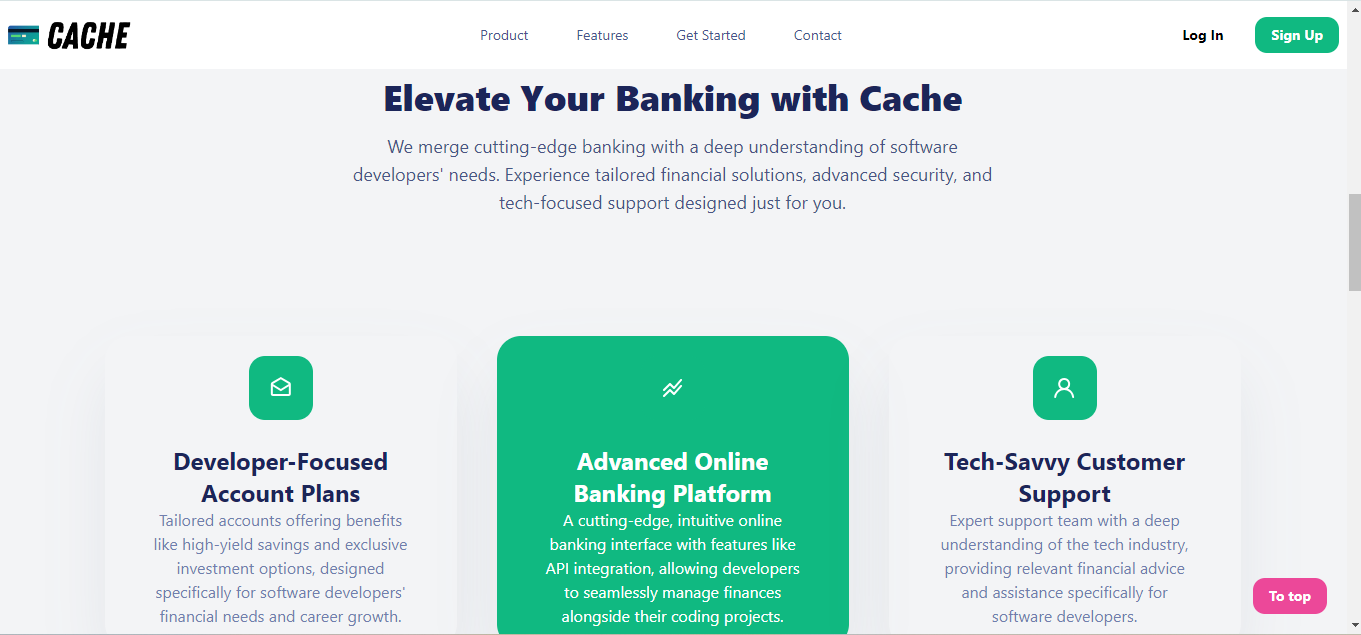 CACHE
Product
Features
Get Started
Contact
Log In
Sign Up
Elevate Your Banking with Cache
We merge cutting-edge banking with a deep understanding of software
developers' needs. Experience tailored financial solutions, advanced security, and
tech-focused support designed just for you.
Developer-Focused
Account Plans
Tailored accounts offering benefits
like high-yield savings and exclusive
investment options, designed
specifically for software developers'
financial needs and career growth.
Advanced Online
Banking Platform
A cutting-edge, intuitive online
banking interface with features like
API integration, allowing developers
to seamlessly manage finances
alongside their coding projects.
Tech-Savvy Customer
Support
Expert support team with a deep
understanding of the tech industry,
providing relevant financial advice
and assistance specifically for
software developers.
To top